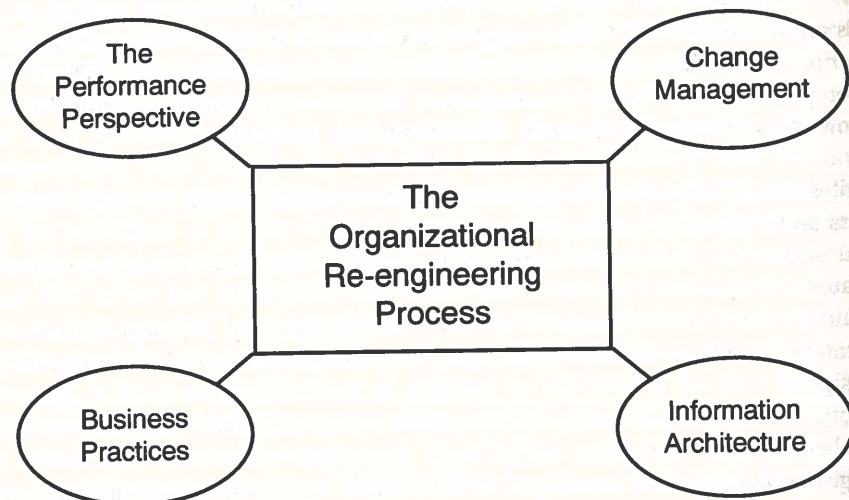 The
Performance
Perspective
Change
Management
The
Organizational
Re-engineering
Process
Business
Practices
Information
Architecture